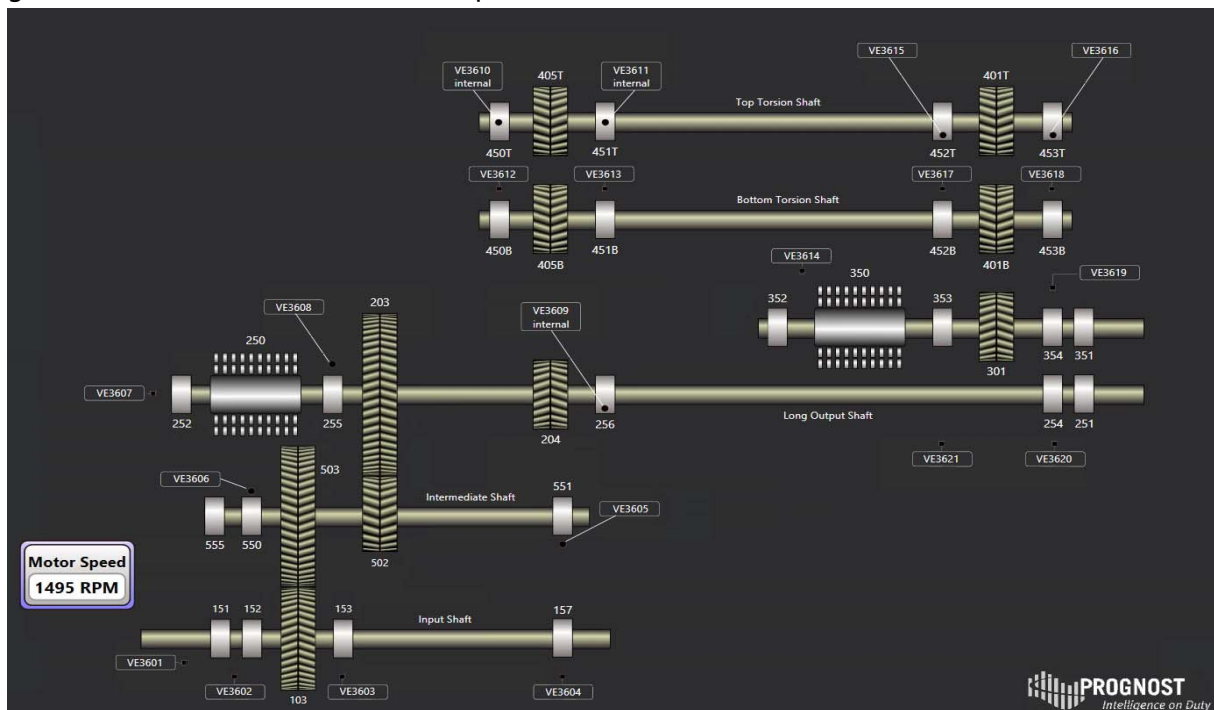 VE3610
internal
405T
VE3611
internal
VE3615
401T
VE3616
Top Torsion Shaft
450T
451T
452T
453T
VE3612
VE3613
VE3617
VE3618
Bottom Torsion Shaft
450B
405B
451B
452B
401B
453B
VE3614
350
VE3619
352
353
203
VE3608
VE3609
internal
250
354
351
301
VE3607
252
255
204
256
Long Output Shaft
254
251
VE3621
VE3620
503
VE3606
551
Intermediate Shaft
VE3605
555
550
502
Motor Speed
1495 RPM
151
152
153
157
Input Shaft
VE3601
VE3602
103
VE3603
VE3604
PROGNOST
Intelligence on Duty